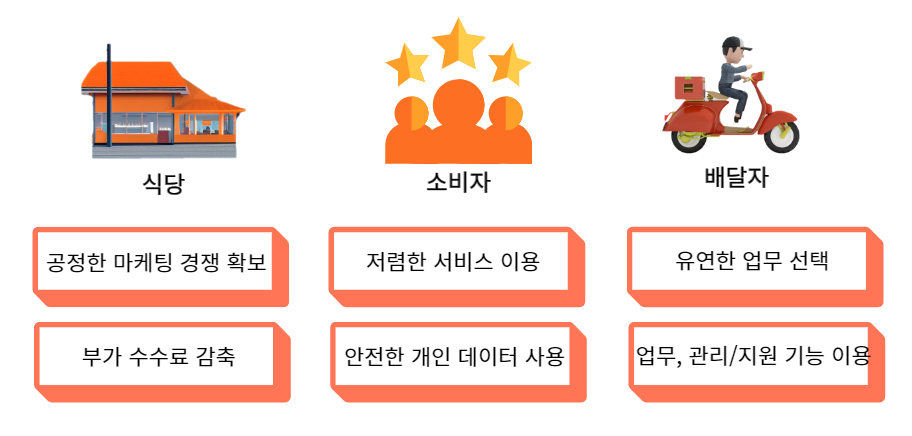 식당
소비자
배달자
공정한 마케팅 경쟁 확보
저렴한 서비스 이용
유연한 업무 선택
부가 수수료 감축
안전한 개인 데이터 사용
업무, 관리/지원 기능 이용